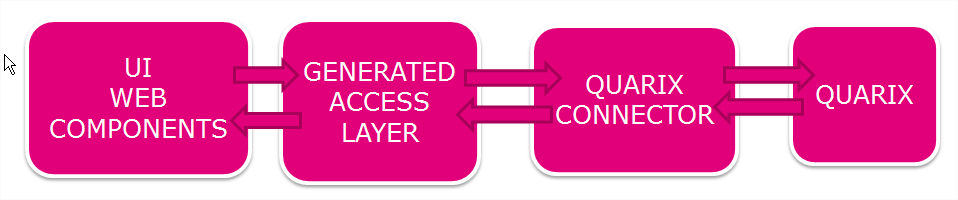 UI
WEB
COMPONENTS
GENERATED
ACCESS
LAYER
QUARIX
CONNECTOR
QUARIX